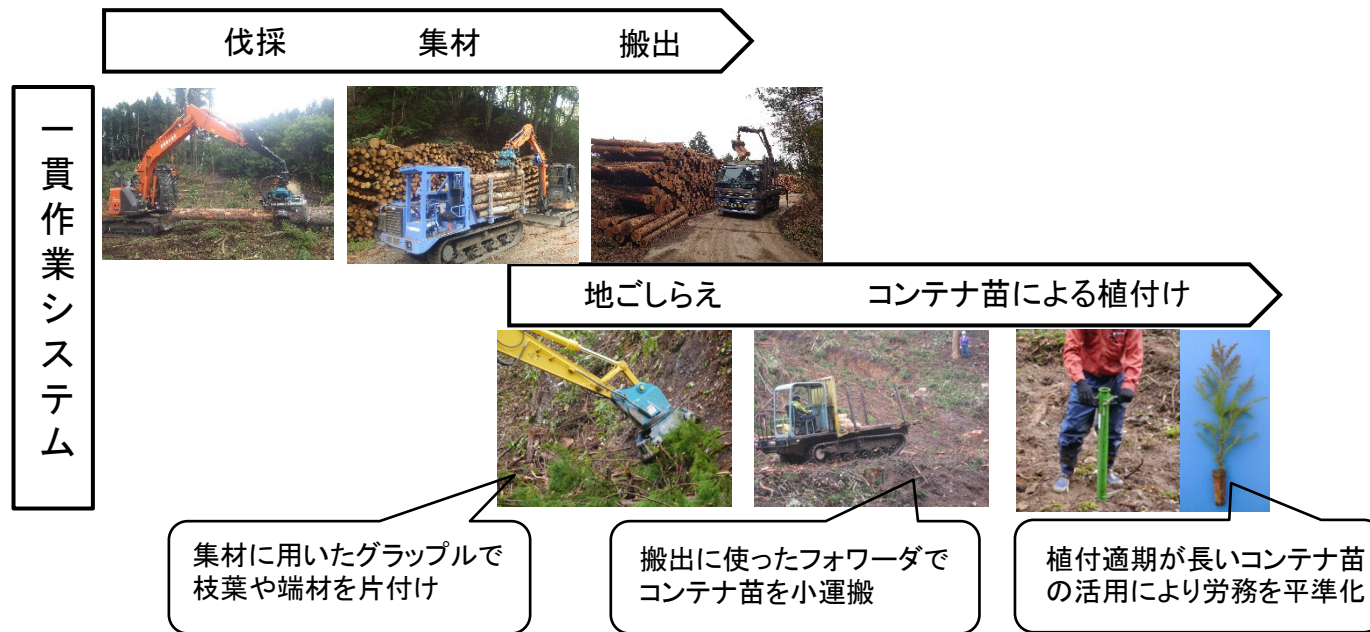 伐採 集材 搬出
一貫作業システム
地ごしらえ コンテナ苗による植付け
集材に用いたグラップルで
枝葉や端材を片付け
搬出に使ったフォワーダで
コンテナ苗を小運搬
植付適期が長いコンテナ苗
の活用により労務を平準化